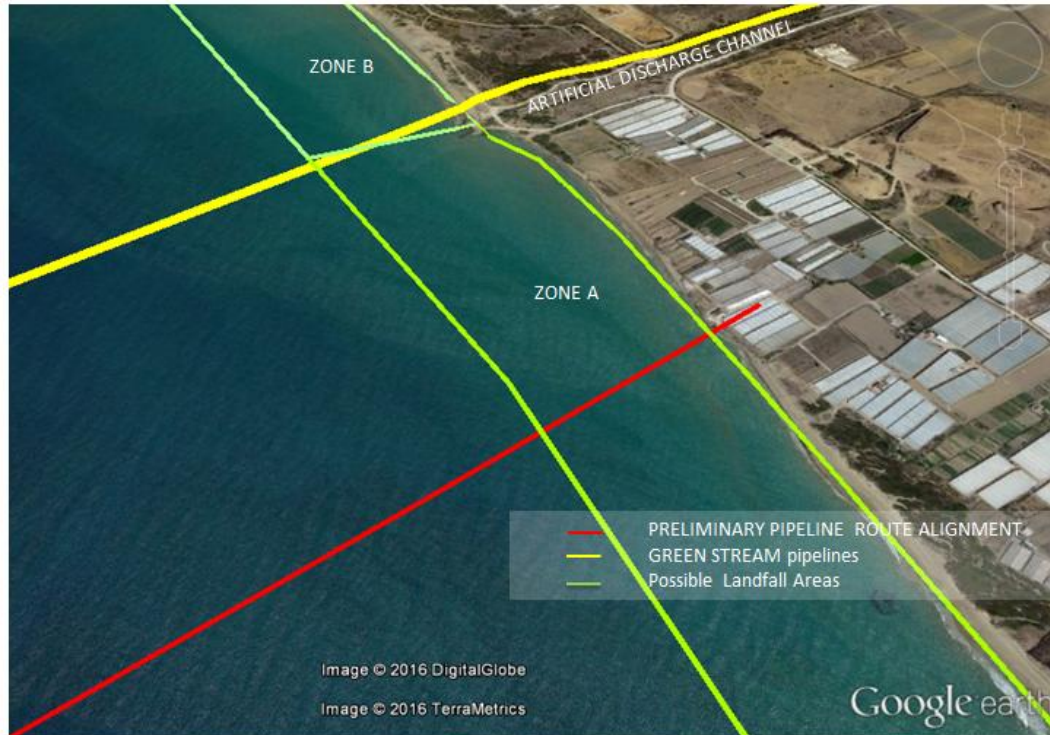 ZONE B
ARTIFICIAL DISCHARGE CHANNEL
ZONE A
PRELIMINARY PIPELINE ROUTE ALIGNMENT
GREEN STREAM pipelines
Possible Landfall Areas
Image © 2016 DigitalGlobe
Image © 2016 TerraMetrics
Google earth